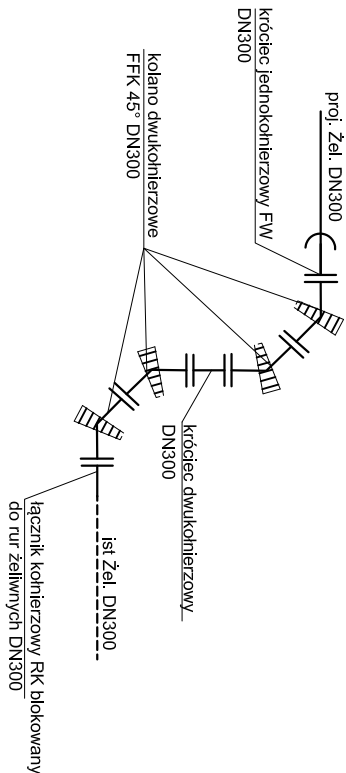 proj. Żel. DN300
króciec jednokołnierzowy FW
DN300
kolano dwukołnierzowe
FFK 45° DN300
króciec dwukołnierzowy
DN300
ist Żel. DN300
łącznik kołnierzowy RK blokowany
do rur żeliwnych DN300